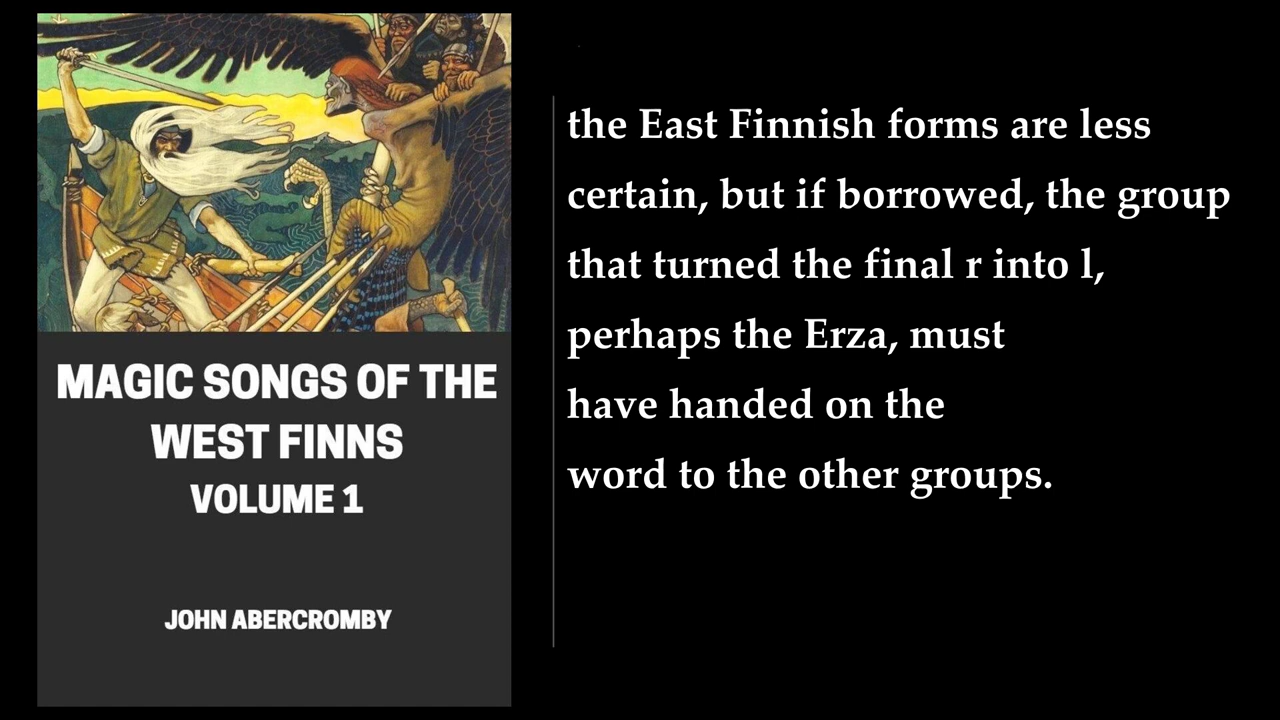 MAGIC SONGS OF THE
WEST FINNS
VOLUME 1
JOHN ABERCROMBY
the East Finnish forms are less
certain, but if borrowed, the group
that turned the final r into l,
perhaps the Erza, must
have handed on the
word to the other groups.